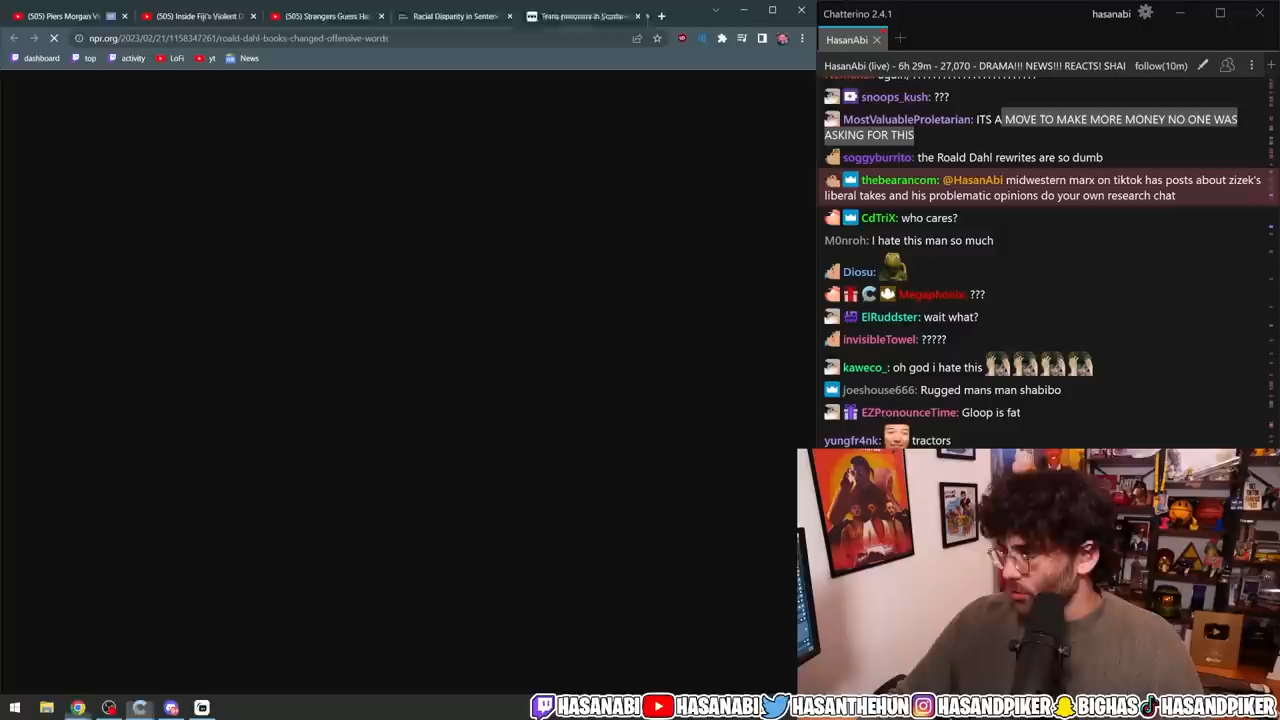 (505) Piers Morgan V
(505) Inside Fiji's Violent D
(505) Strangers Guess Ha
Racial Disparity in Senten
npr.org/2023/02/21/1158347261/roald-dahl-books-changed-offensive-words
dashboard
top
activity
LoFi
yt
News
Chatterino 2.4.1
hasanabi
HasanAbi
HasanAbi (live) - 6h 29m - 27,070 - DRAMA!!! NEWS!!! REACTS! SHAI
follow(10m)
snoops_kush: ???
MostValuableProletarian: ITS A MOVE TO MAKE MORE MONEY NO ONE WAS
ASKING FOR THIS
soggyburrito: the Roald Dahl rewrites are so dumb
thebearancom: @HasanAbi midwestern marx on tiktok has posts about zizek's
liberal takes and his problematic opinions do your own research chat
CdTriX: who cares?
M0nroh: I hate this man so much
Diosu:
Megaphonix: ???
ElRuddster: wait what?
invisibleTowel: ?????
kaweco_: oh god i hate this
joeshouse666: Rugged mans man shabibo
EZPronounceTime: Gloop is fat
yungfr4nk: tractors
HASANABI HASANABI HASANTHEHUN HASANDPIKER BIGHAS HASANDPIKER